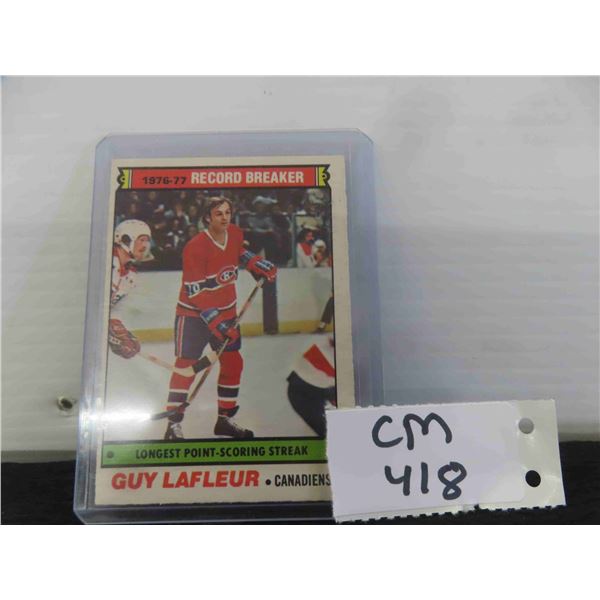 1976-77 RECORD BREAKER
LONGEST POINT-SCORING STREAK
GUY LAFLEUR • CANADIENS
CM
418